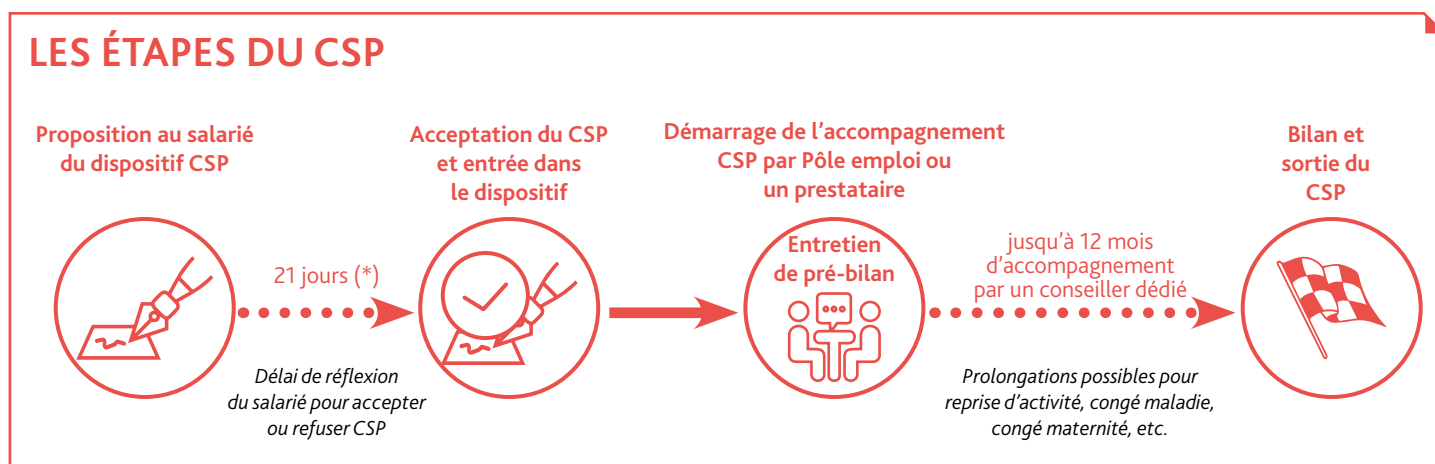 LES ÉTAPES DU CSP
Proposition au salarié
du dispositif CSP
21 jours (*)
Délai de réflexion
du salarié pour accepter
ou refuser CSP
Acceptation du CSP
et entrée dans
le dispositif
Démarrage de l’accompagnement
CSP par Pôle emploi ou
un prestataire
Entretien
de pré-bilan
jusqu’à 12 mois
d’accompagnement
par un conseiller dédié
Prolongations possibles pour
reprise d’activité, congé maladie,
congé maternité, etc.
Bilan et
sortie du
CSP